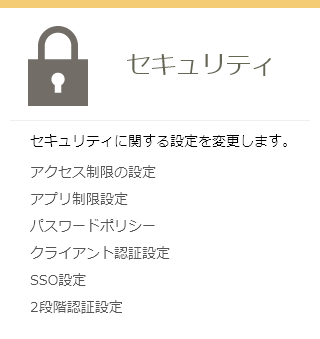 セキュリティ
セキュリティに関する設定を変更します。
アクセス制限の設定
アプリ制限設定
パスワードポリシー
クライアント認証設定
SSO設定
2段階認証設定